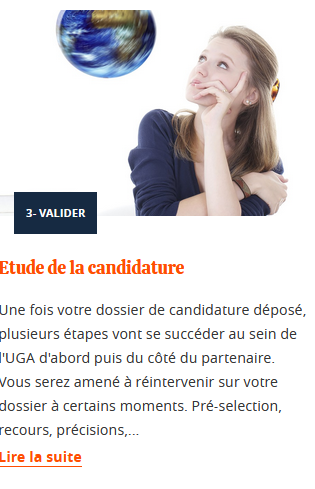 3- VALIDER
Etude de la candidature
Une fois votre dossier de candidature déposé,
plusieurs étapes vont se succéder au sein de
l'UGA d'abord puis du côté du partenaire.
Vous serez amené à réintervenir sur votre
dossier à certains moments. Pré-selection,
recours, précisions,...
Lire la suite